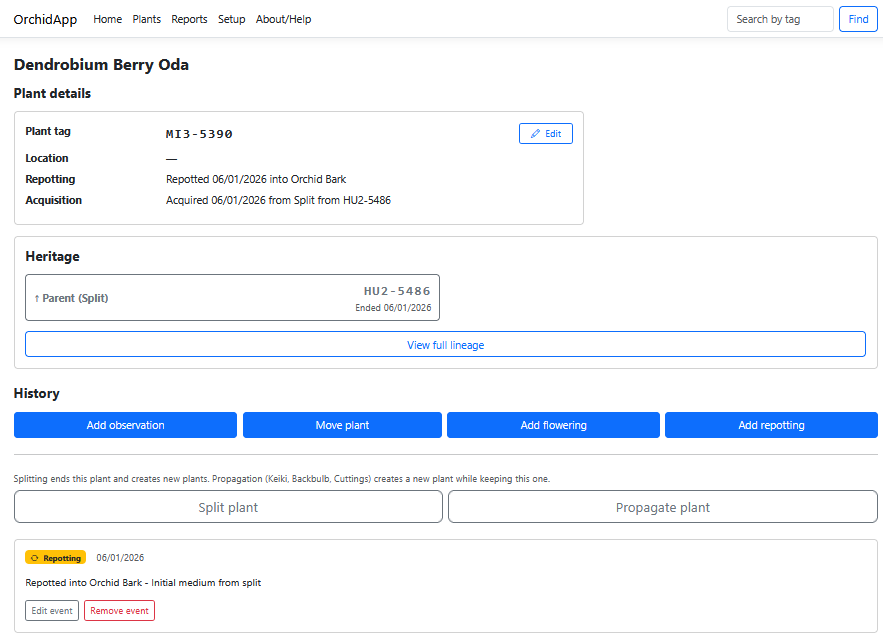 OrchidApp Home Plants Reports Setup About/Help Search by tag Find
Dendrobium Berry Oda
Plant details
Plant tag MI3-5390 Edit
Location —
Repotting Repotted 06/01/2026 into Orchid Bark
Acquisition Acquired 06/01/2026 from Split from HU2-5486
Heritage
↑ Parent (Split) HU2-5486
Ended 06/01/2026
View full lineage
History
Add observation Move plant Add flowering Add repotting
Splitting ends this plant and creates new plants. Propagation (Keiki, Backbulb, Cuttings) creates a new plant while keeping this one.
Split plant Propagate plant
Repotting 06/01/2026
Repotted into Orchid Bark - Initial medium from split
Edit event Remove event